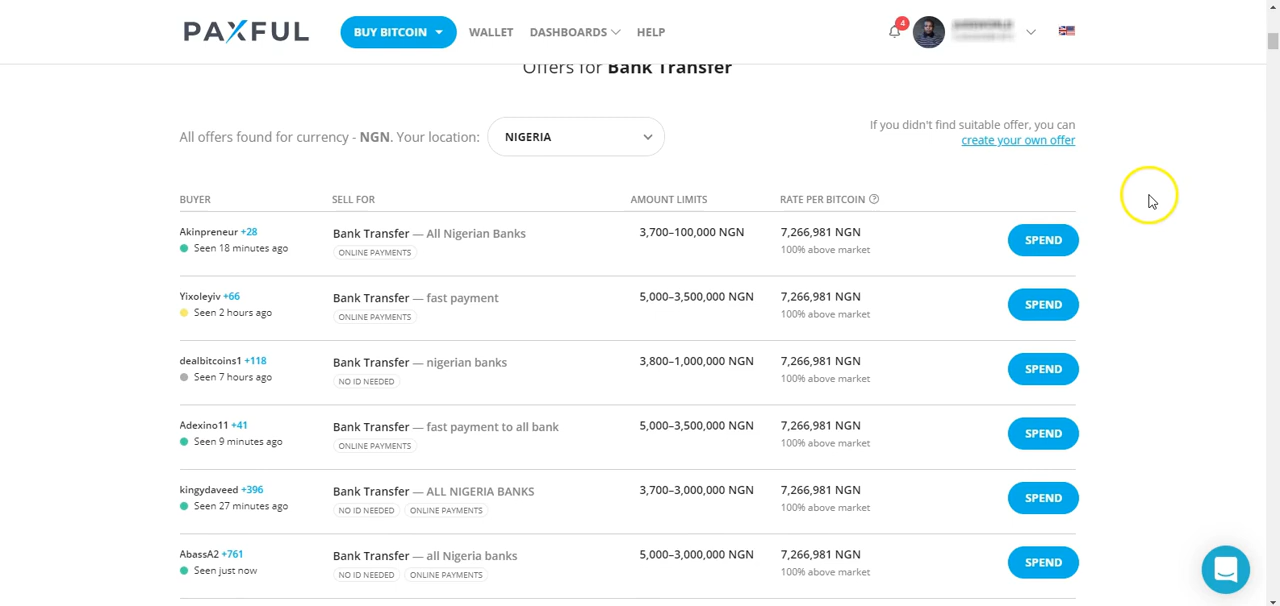 PAXFUL BUY BITCOIN WALLET DASHBOARDS HELP 4
Offers for Bank Transfer
All offers found for currency - NGN. Your location: NIGERIA
If you didn't find suitable offer, you can
create your own offer
BUYER SELL FOR AMOUNT LIMITS RATE PER BITCOIN ?
Akinpreneur +28 Bank Transfer — All Nigerian Banks 3,700–100,000 NGN 7,266,981 NGN SPEND
Seen 18 minutes ago ONLINE PAYMENTS 100% above market
Yixoleyiv +66 Bank Transfer — fast payment 5,000–3,500,000 NGN 7,266,981 NGN SPEND
Seen 2 hours ago ONLINE PAYMENTS 100% above market
dealbitcoins1 +118 Bank Transfer — nigerian banks 3,800–1,000,000 NGN 7,266,981 NGN SPEND
Seen 7 hours ago NO ID NEEDED 100% above market
Adexino11 +41 Bank Transfer — fast payment to all bank 5,000–3,500,000 NGN 7,266,981 NGN SPEND
Seen 9 minutes ago ONLINE PAYMENTS 100% above market
kingydaveed +396 Bank Transfer — ALL NIGERIA BANKS 3,700–3,000,000 NGN 7,266,981 NGN SPEND
Seen 27 minutes ago NO ID NEEDED ONLINE PAYMENTS 100% above market
AbassA2 +761 Bank Transfer — all Nigeria banks 5,000–3,000,000 NGN 7,266,981 NGN SPEND
Seen just now NO ID NEEDED ONLINE PAYMENTS 100% above market